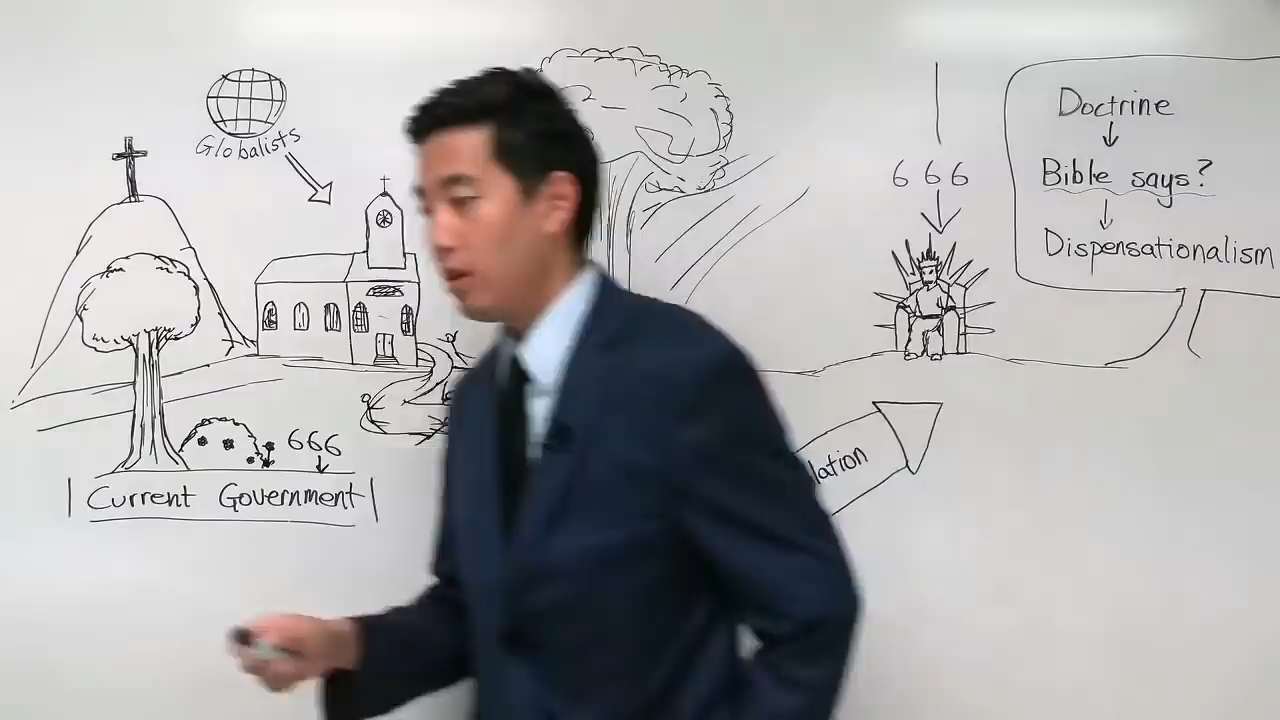 Globalists
666
Current Government
666
Doctrine
Bible says?
Dispensationalism